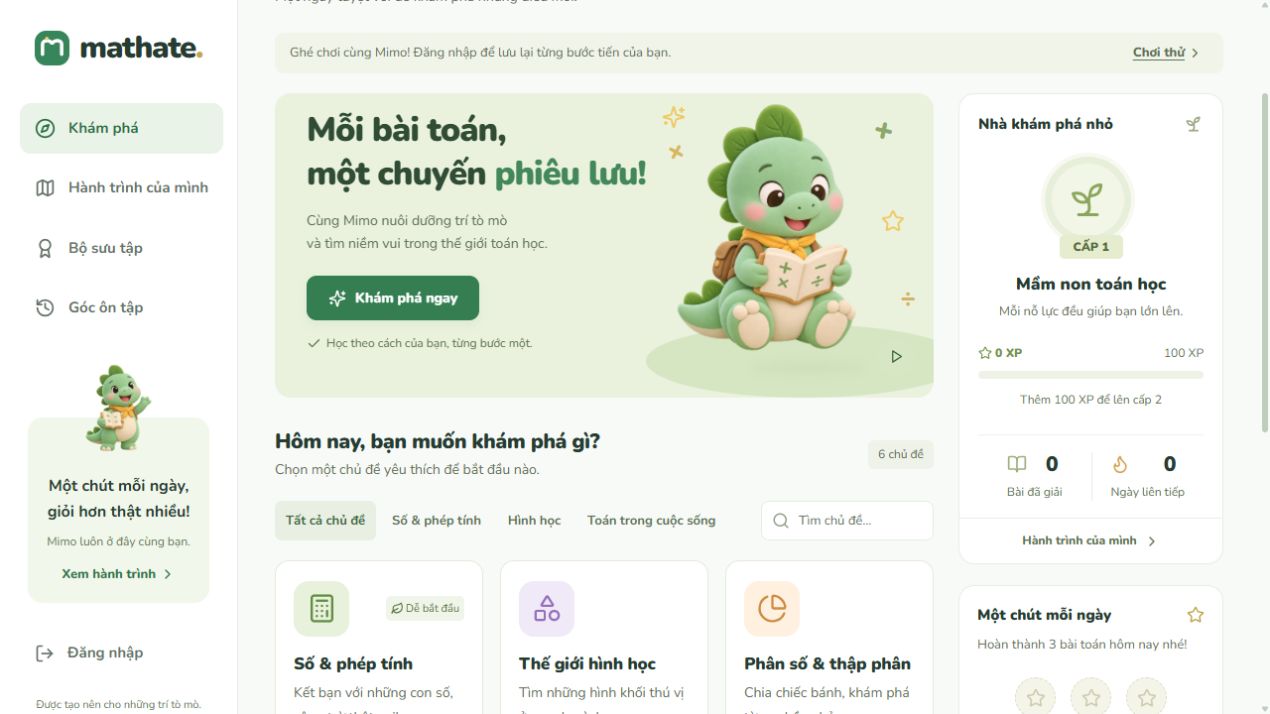 mathate.
Khám phá
Hành trình của mình
Bộ sưu tập
Góc ôn tập
Một chút mỗi ngày,
giỏi hơn thật nhiều!
Mimo luôn ở đây cùng bạn.
Xem hành trình
Đăng nhập
Được tạo nên cho những trí tò mò.
Ghé chơi cùng Mimo! Đăng nhập để lưu lại từng bước tiến của bạn.
Chơi thử
Mỗi bài toán,
một chuyến phiêu lưu!
Cùng Mimo nuôi dưỡng trí tò mò
và tìm niềm vui trong thế giới toán học.
Khám phá ngay
Học theo cách của bạn, từng bước một.
Hôm nay, bạn muốn khám phá gì?
Chọn một chủ đề yêu thích để bắt đầu nào.
6 chủ đề
Tất cả chủ đề
Số & phép tính
Hình học
Toán trong cuộc sống
Tìm chủ đề...
Dễ bắt đầu
Số & phép tính
Kết bạn với những con số,
Thế giới hình học
Tìm những hình khối thú vị
Phân số & thập phân
Chia chiếc bánh, khám phá
Nhà khám phá nhỏ
CẤP 1
Mầm non toán học
Mỗi nỗ lực đều giúp bạn lớn lên.
0 XP
100 XP
Thêm 100 XP để lên cấp 2
0
Bài đã giải
0
Ngày liên tiếp
Hành trình của mình
Một chút mỗi ngày
Hoàn thành 3 bài toán hôm nay nhé!